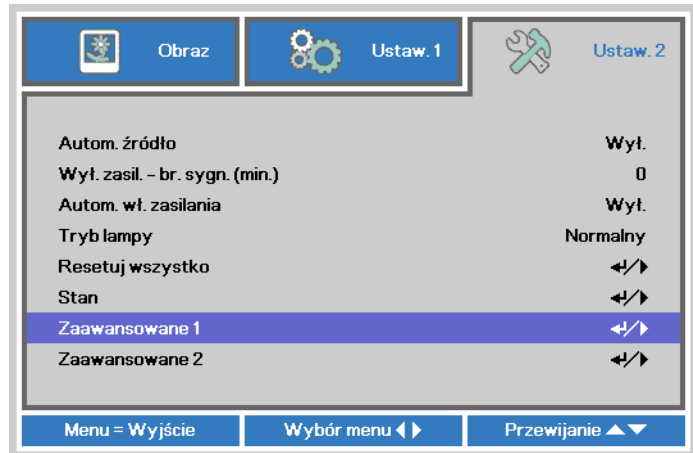 Obraz
Ustaw. 1
Ustaw. 2
Autom. źródło Wył.
Wył. zasil. – br. sygn. (min.) 0
Autom. wł. zasilania Wył.
Tryb lampy Normalny
Resetuj wszystko
Stan
Zaawansowane 1
Zaawansowane 2
Menu = Wyjście
Wybór menu
Przewijanie